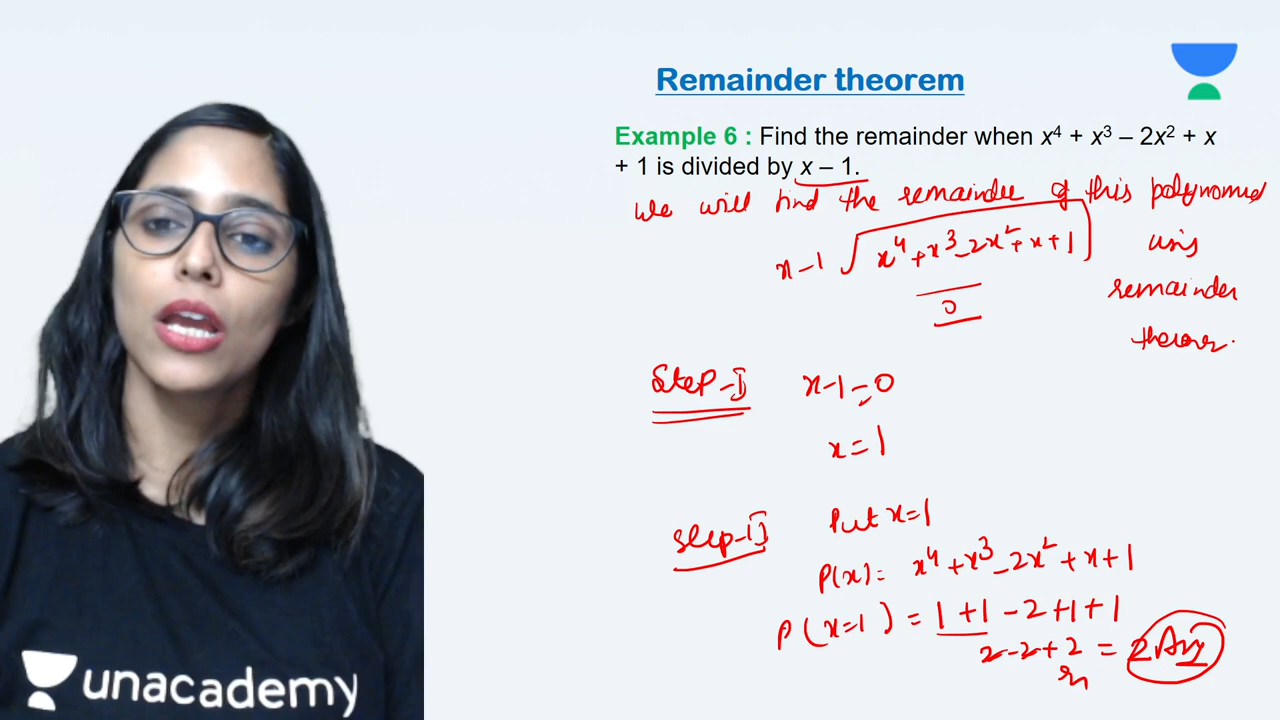 Remainder theorem
Example 6 : Find the remainder when x⁴ + x³ – 2x² + x
+ 1 is divided by x – 1.
We will find the remainder of this polynomial
using
remainder
theorem.
x-1 √ x⁴+x³-2x²+x+1
0
Step-I x-1=0
x=1
Step-II Put x=1
P(x)= x⁴+x³-2x²+x+1
P(x=1) = 1+1-2+1+1
2-2+2 = 2 Ans
unacademy